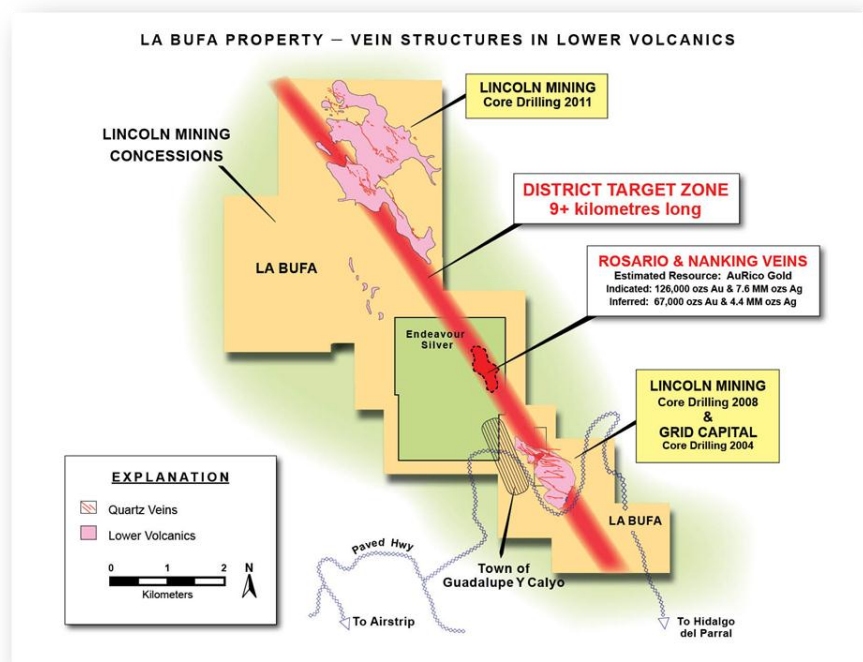 LA BUFA PROPERTY – VEIN STRUCTURES IN LOWER VOLCANICS
LINCOLN MINING
Core Drilling 2011
LINCOLN MINING
CONCESSIONS
DISTRICT TARGET ZONE
9+ kilometres long
LA BUFA
ROSARIO & NANKING VEINS
Estimated Resource: AuRico Gold
Indicated: 126,000 ozs Au & 7.6 MM ozs Ag
Inferred: 67,000 ozs Au & 4.4 MM ozs Ag
Endeavour
Silver
LINCOLN MINING
Core Drilling 2008
&
GRID CAPITAL
Core Drilling 2004
EXPLANATION
Quartz Veins
Lower Volcanics
0 1 2
Kilometers
N
LA BUFA
Paved Hwy
Town of
Guadalupe Y Calyo
To Airstrip
To Hidalgo
del Parral